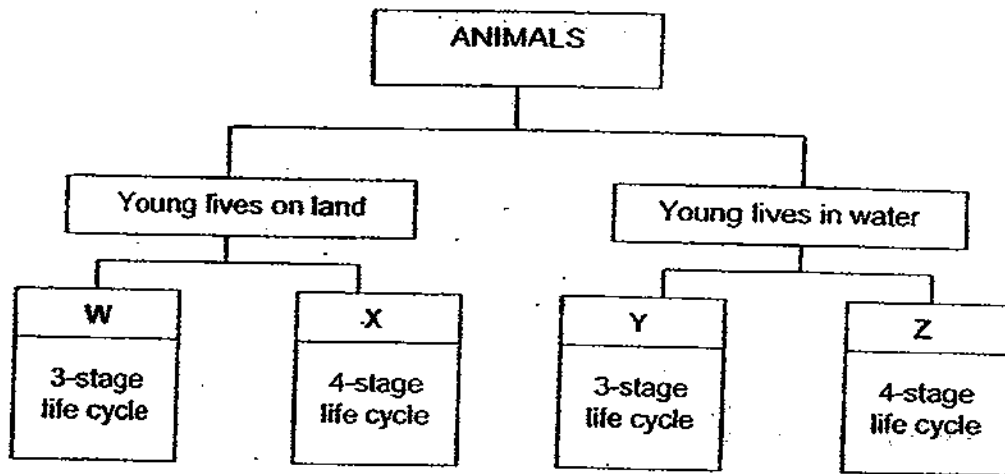 ANIMALS
Young lives on land
Young lives in water
W
3-stage
life cycle
X
4-stage
life cycle
Y
3-stage
life cycle
Z
4-stage
life cycle